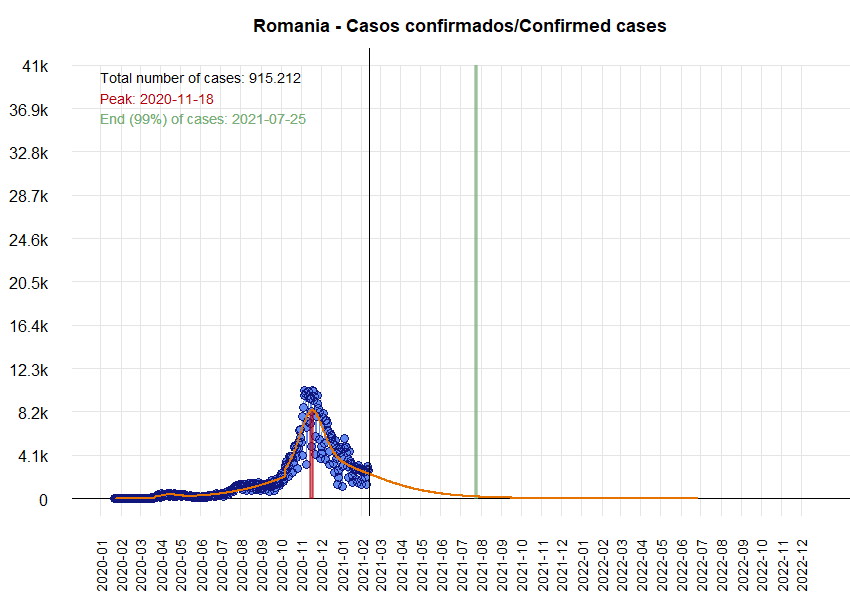 Romania - Casos confirmados/Confirmed cases
Total number of cases: 915.212
Peak: 2020-11-18
End (99%) of cases: 2021-07-25
41k
36.9k
32.8k
28.7k
24.6k
20.5k
16.4k
12.3k
8.2k
4.1k
0
2020-01
2020-02
2020-03
2020-04
2020-05
2020-06
2020-07
2020-08
2020-09
2020-10
2020-11
2020-12
2021-01
2021-02
2021-03
2021-04
2021-05
2021-06
2021-07
2021-08
2021-09
2021-10
2021-11
2021-12
2022-01
2022-02
2022-03
2022-04
2022-05
2022-06
2022-07
2022-08
2022-09
2022-10
2022-11
2022-12